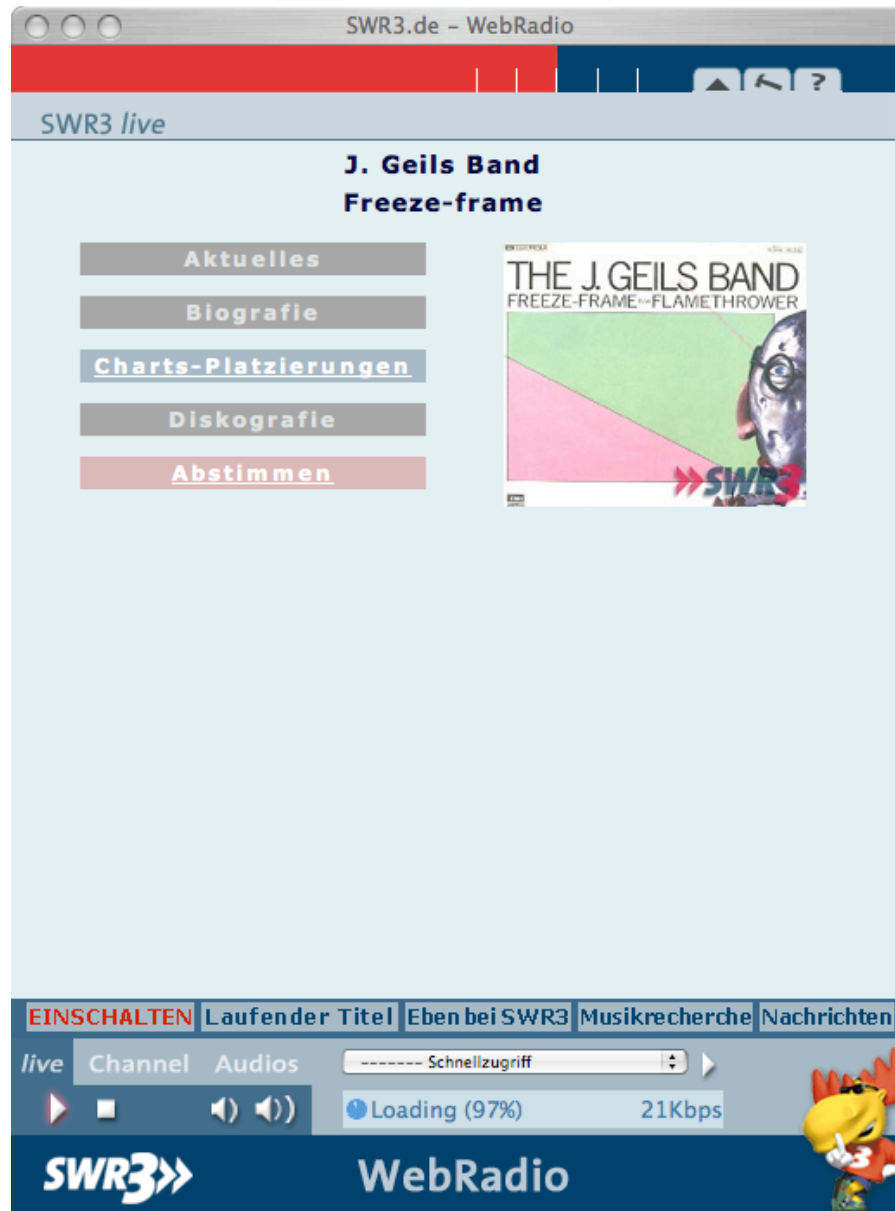 SWR3.de – WebRadio
?
SWR3 live
J. Geils Band
Freeze-frame
Aktuelles
Biografie
Charts-Platzierungen
Diskografie
Abstimmen
THE J. GEILS BAND
FREEZE-FRAME FLAMETHROWER
SWR3
EINSCHALTEN Laufender Titel Eben bei SWR3 Musikrecherche Nachrichten
live Channel Audios ------- Schnellzugriff
Loading (97%) 21Kbps
3
SWR3 WebRadio